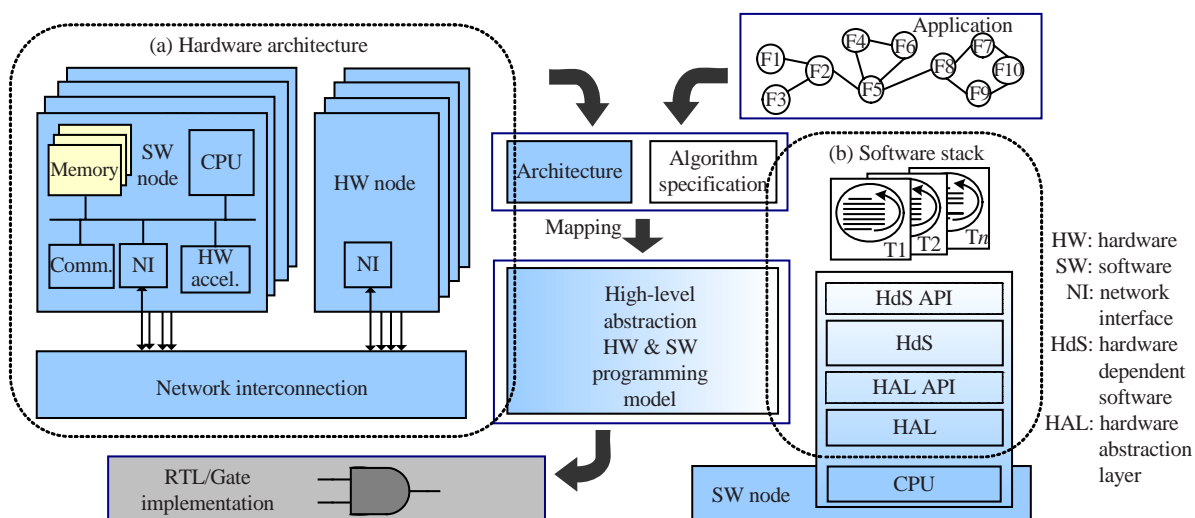 (a) Hardware architecture
Memory
SW
node
CPU
Comm.
NI
HW
accel.
HW node
NI
Network interconnection
Application
F1
F2
F3
F4
F5
F6
F7
F8
F9
F10
Architecture
Algorithm
specification
Mapping
High-level
abstraction
HW & SW
programming
model
RTL/Gate
implementation
(b) Software stack
T1
T2
Tn
HdS API
HdS
HAL API
HAL
CPU
SW node
HW: hardware
SW: software
NI: network
interface
HdS: hardware
dependent
software
HAL: hardware
abstraction
layer